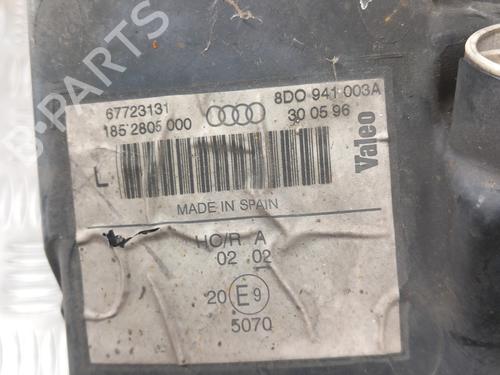 B-PARTS
67723131 8D0 941 003A
185 2805 000 30 05 96
L
Valeo
MADE IN SPAIN
HC/R A
02 02
20 E 9
5070